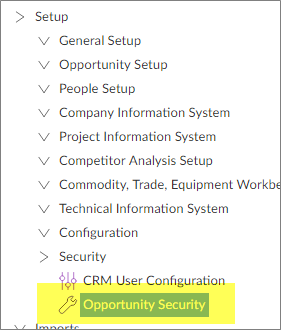 Setup
General Setup
Opportunity Setup
People Setup
Company Information System
Project Information System
Competitor Analysis Setup
Commodity, Trade, Equipment Workbe
Technical Information System
Configuration
Security
CRM User Configuration
Opportunity Security
Imports